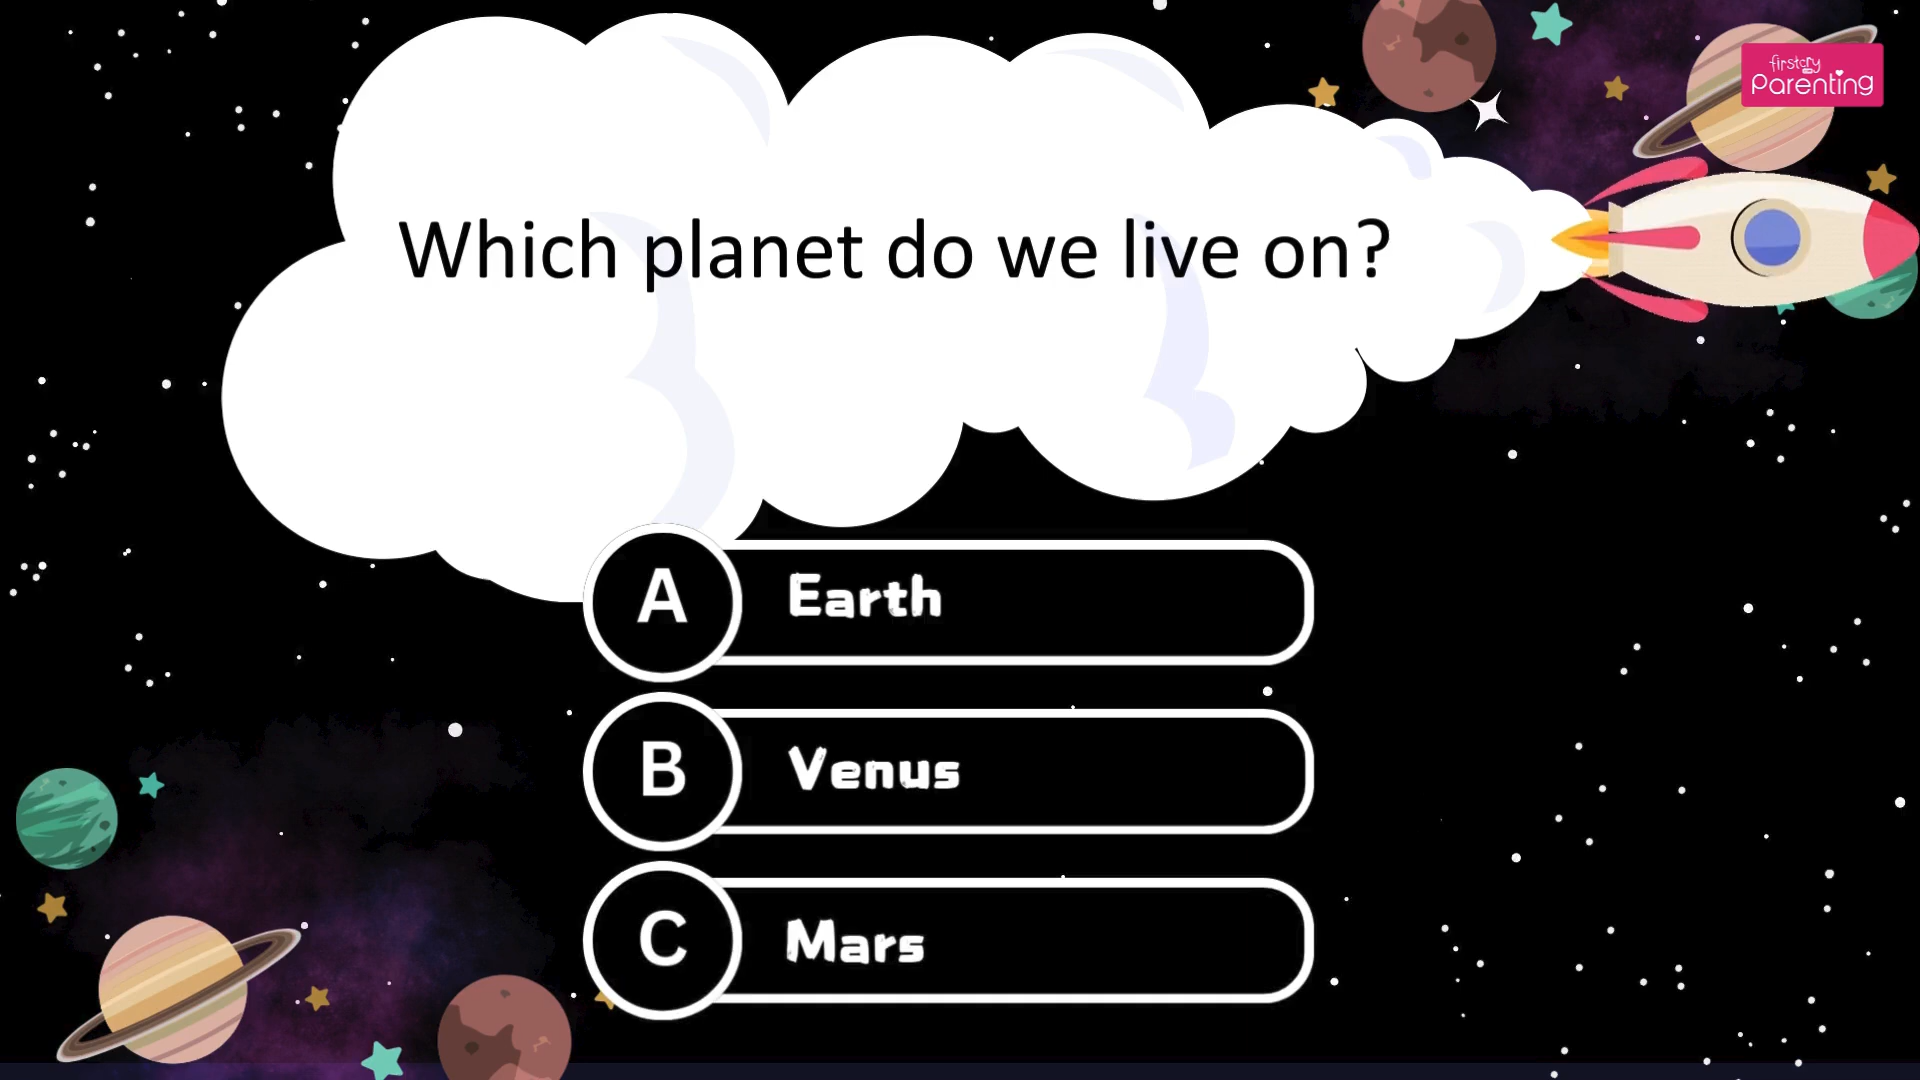 firstcry
Parenting
Which planet do we live on?
A Earth
B Venus
C Mars